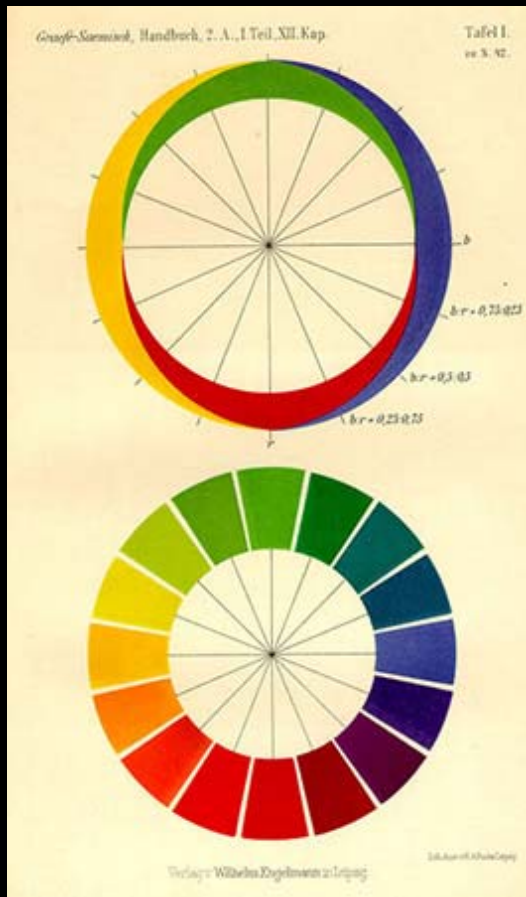 Graefe-Saemisch, Handbuch, 2. A., I. Teil, XII. Kap.
Tafel I.
zu S. 42.
b
b:r = 0,75:0,25
b:r = 0,5:0,5
b:r = 0,25:0,75
r
Verlag v Wilhelm Engelmann in Leipzig